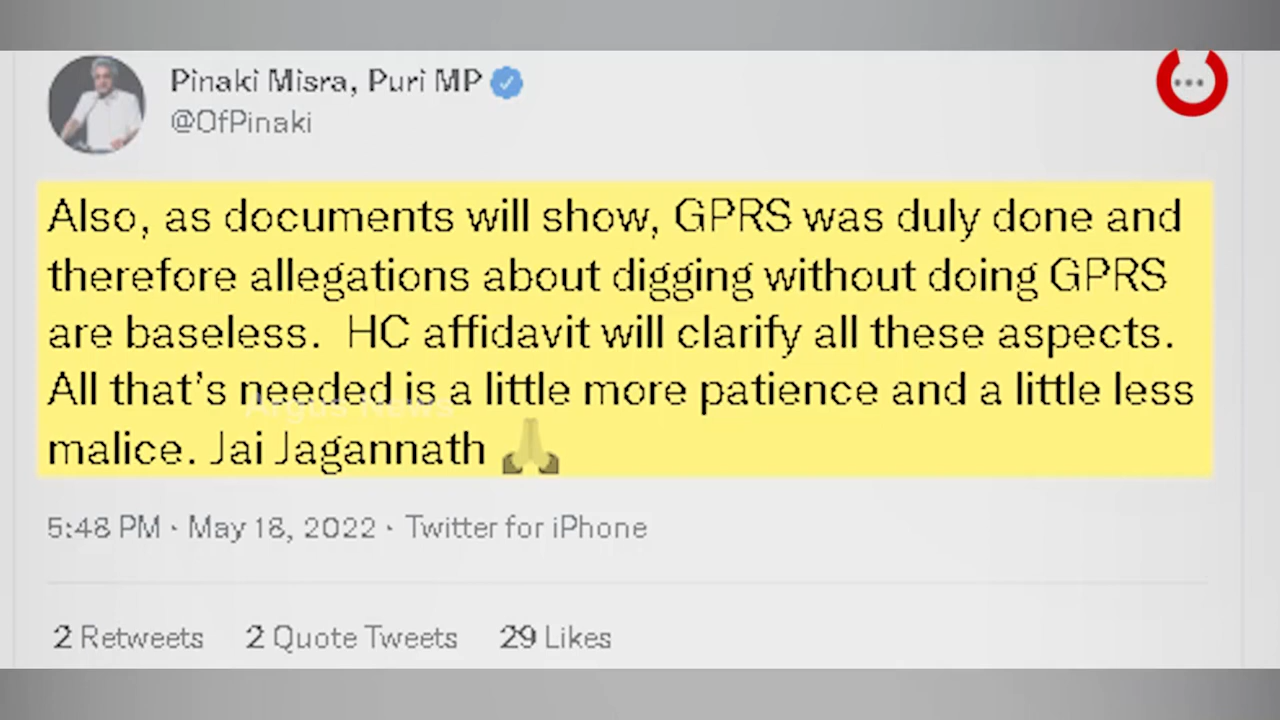 Pinaki Misra, Puri MP
@OfPinaki
Also, as documents will show, GPRS was duly done and
therefore allegations about digging without doing GPRS
are baseless. HC affidavit will clarify all these aspects.
All that's needed is a little more patience and a little less
malice. Jai Jagannath 🙏
Argus News
5:48 PM · May 18, 2022 · Twitter for iPhone
2 Retweets 2 Quote Tweets 29 Likes